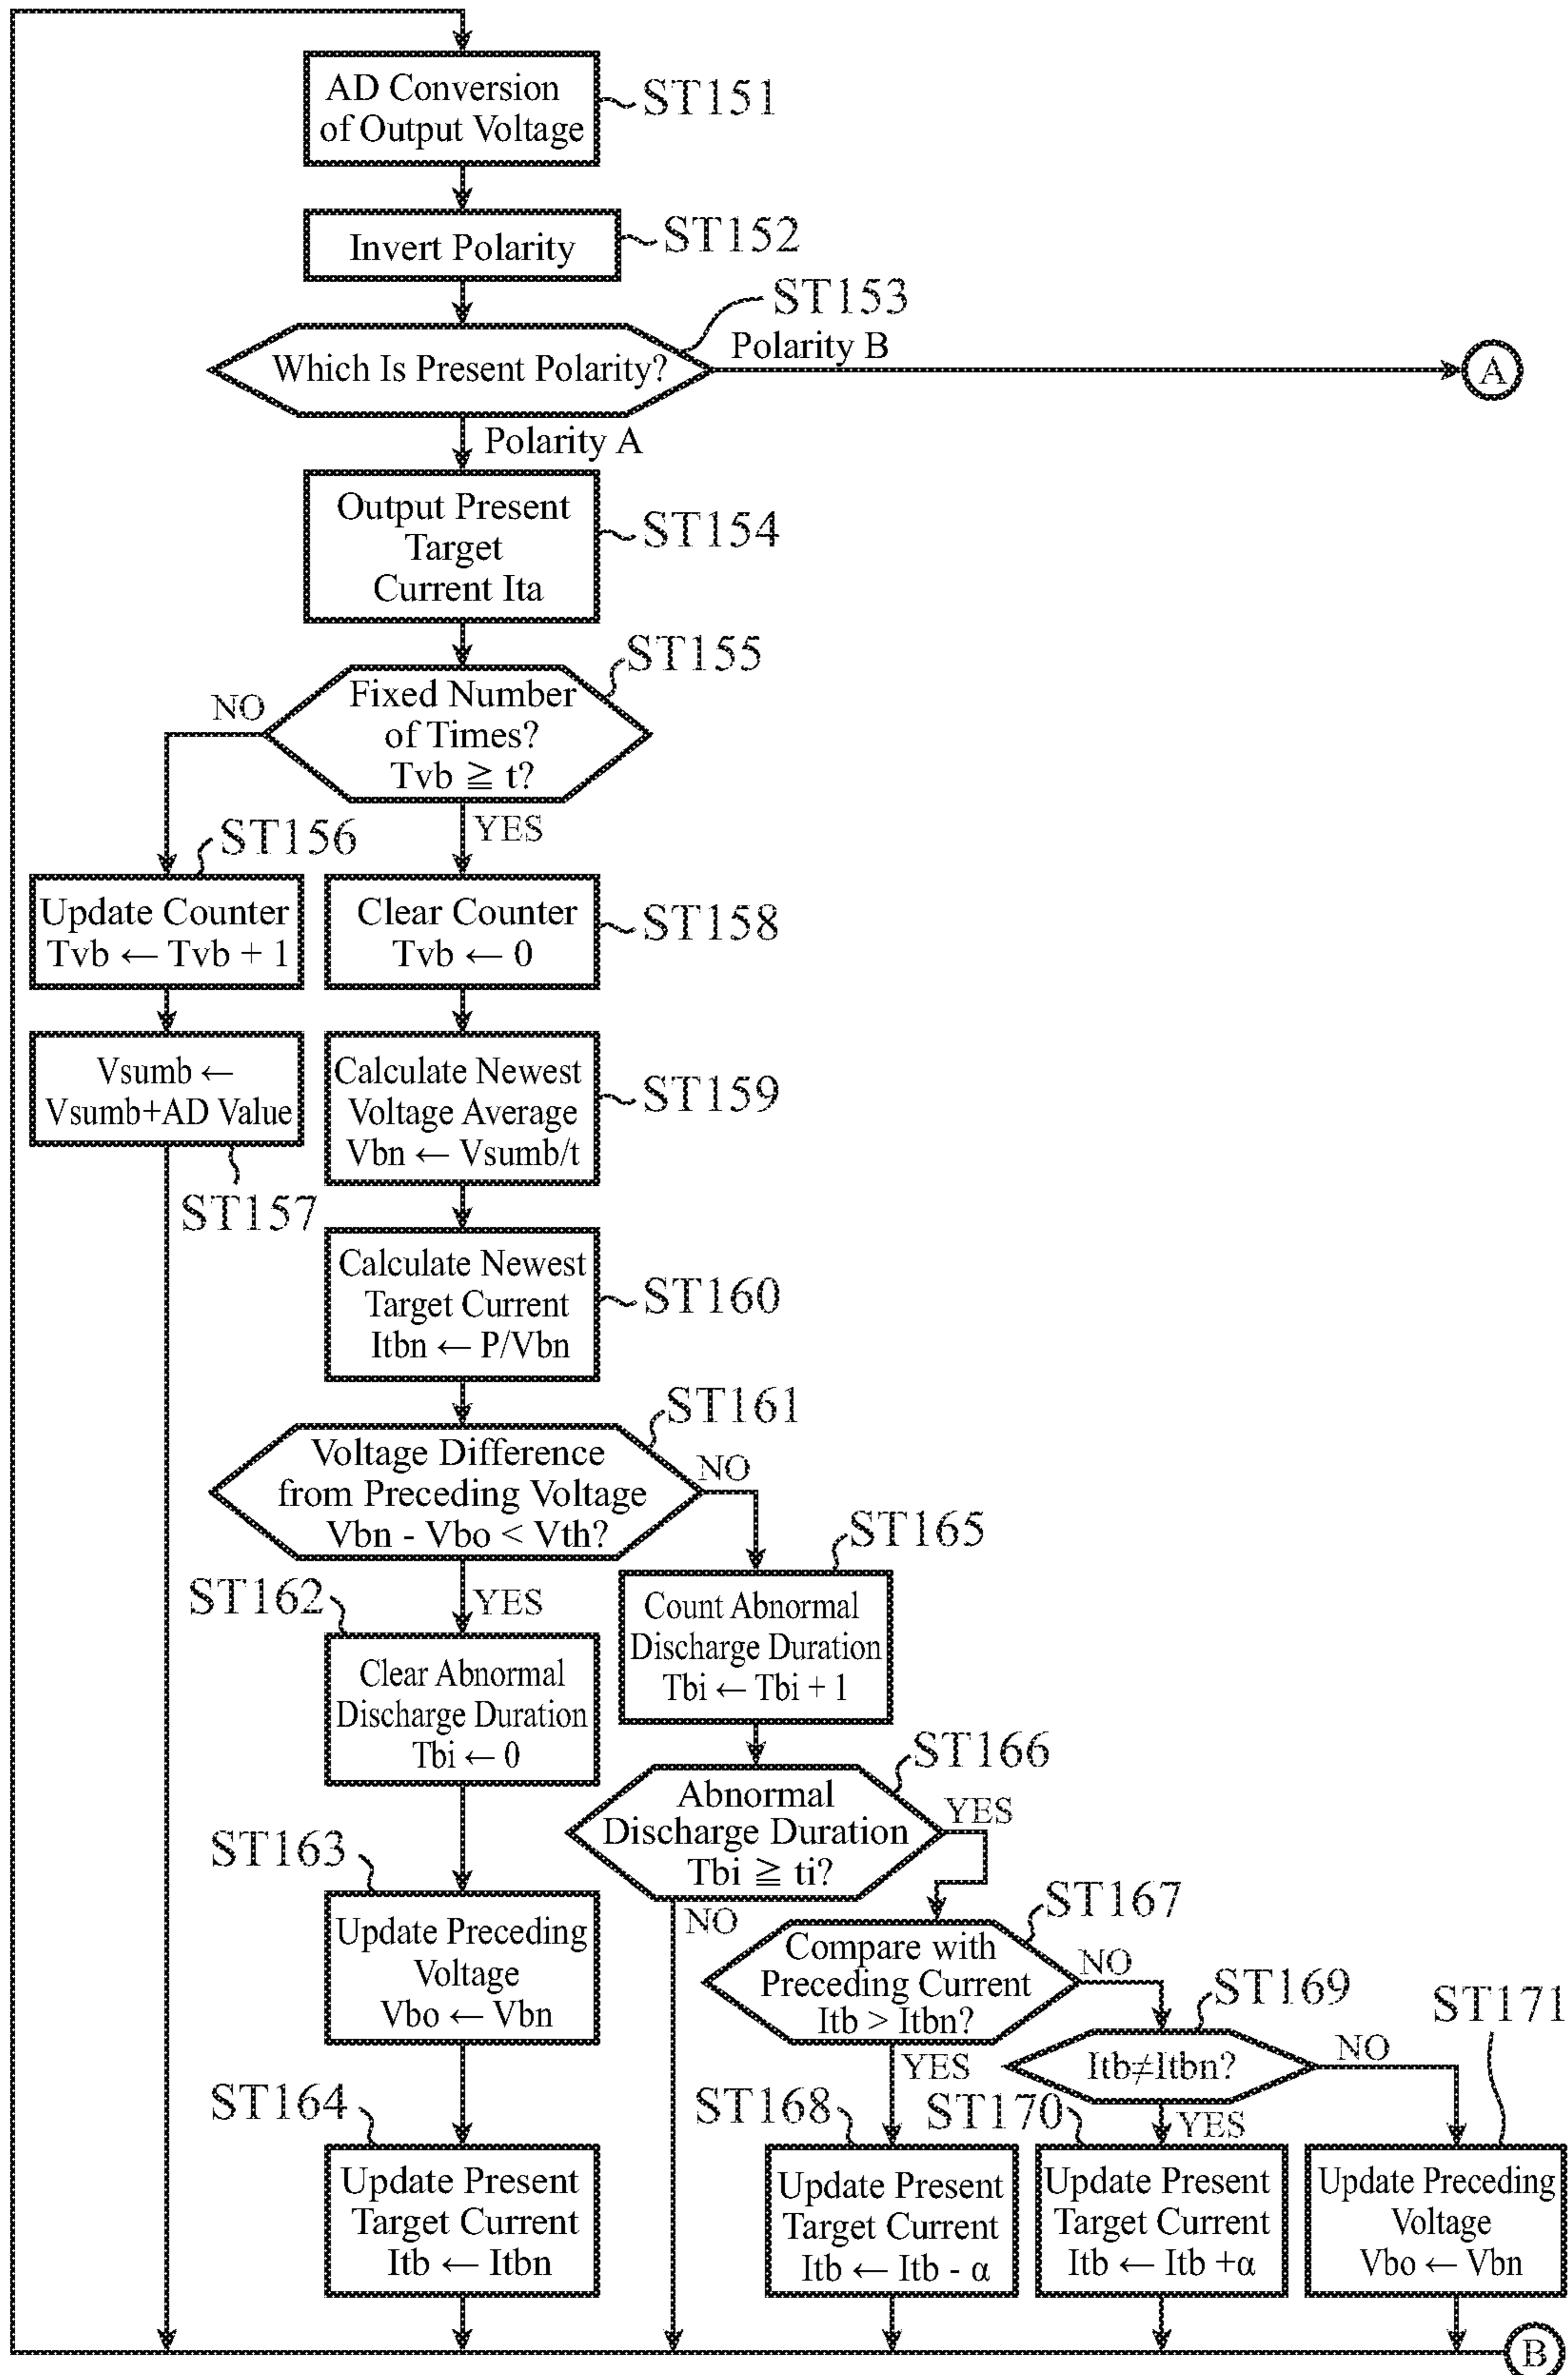 AD Conversion
of Output Voltage
ST151
Invert Polarity
ST152
ST153
Which Is Present Polarity?
Polarity B
A
Polarity A
Output Present
Target
Current Ita
ST154
ST155
Fixed Number
of Times?
Tvb ≧ t?
NO
YES
ST156
Update Counter
Tvb ← Tvb + 1
Clear Counter
Tvb ← 0
ST158
Vsumb ←
Vsumb+AD Value
ST157
Calculate Newest
Voltage Average
Vbn ← Vsumb/t
ST159
Calculate Newest
Target Current
Itbn ← P/Vbn
ST160
ST161
Voltage Difference
from Preceding Voltage
Vbn - Vbo < Vth?
NO
YES
ST162
Clear Abnormal
Discharge Duration
Tbi ← 0
ST165
Count Abnormal
Discharge Duration
Tbi ← Tbi + 1
ST163
Update Preceding
Voltage
Vbo ← Vbn
ST166
Abnormal
Discharge Duration
Tbi ≧ ti?
YES
NO
ST167
Compare with
Preceding Current
Itb > Itbn?
NO
YES
ST169
Itb≠Itbn?
NO
YES
ST171
ST164
Update Present
Target Current
Itb ← Itbn
ST168
Update Present
Target Current
Itb ← Itb - α
ST170
Update Present
Target Current
Itb ← Itb +α
Update Preceding
Voltage
Vbo ← Vbn
B